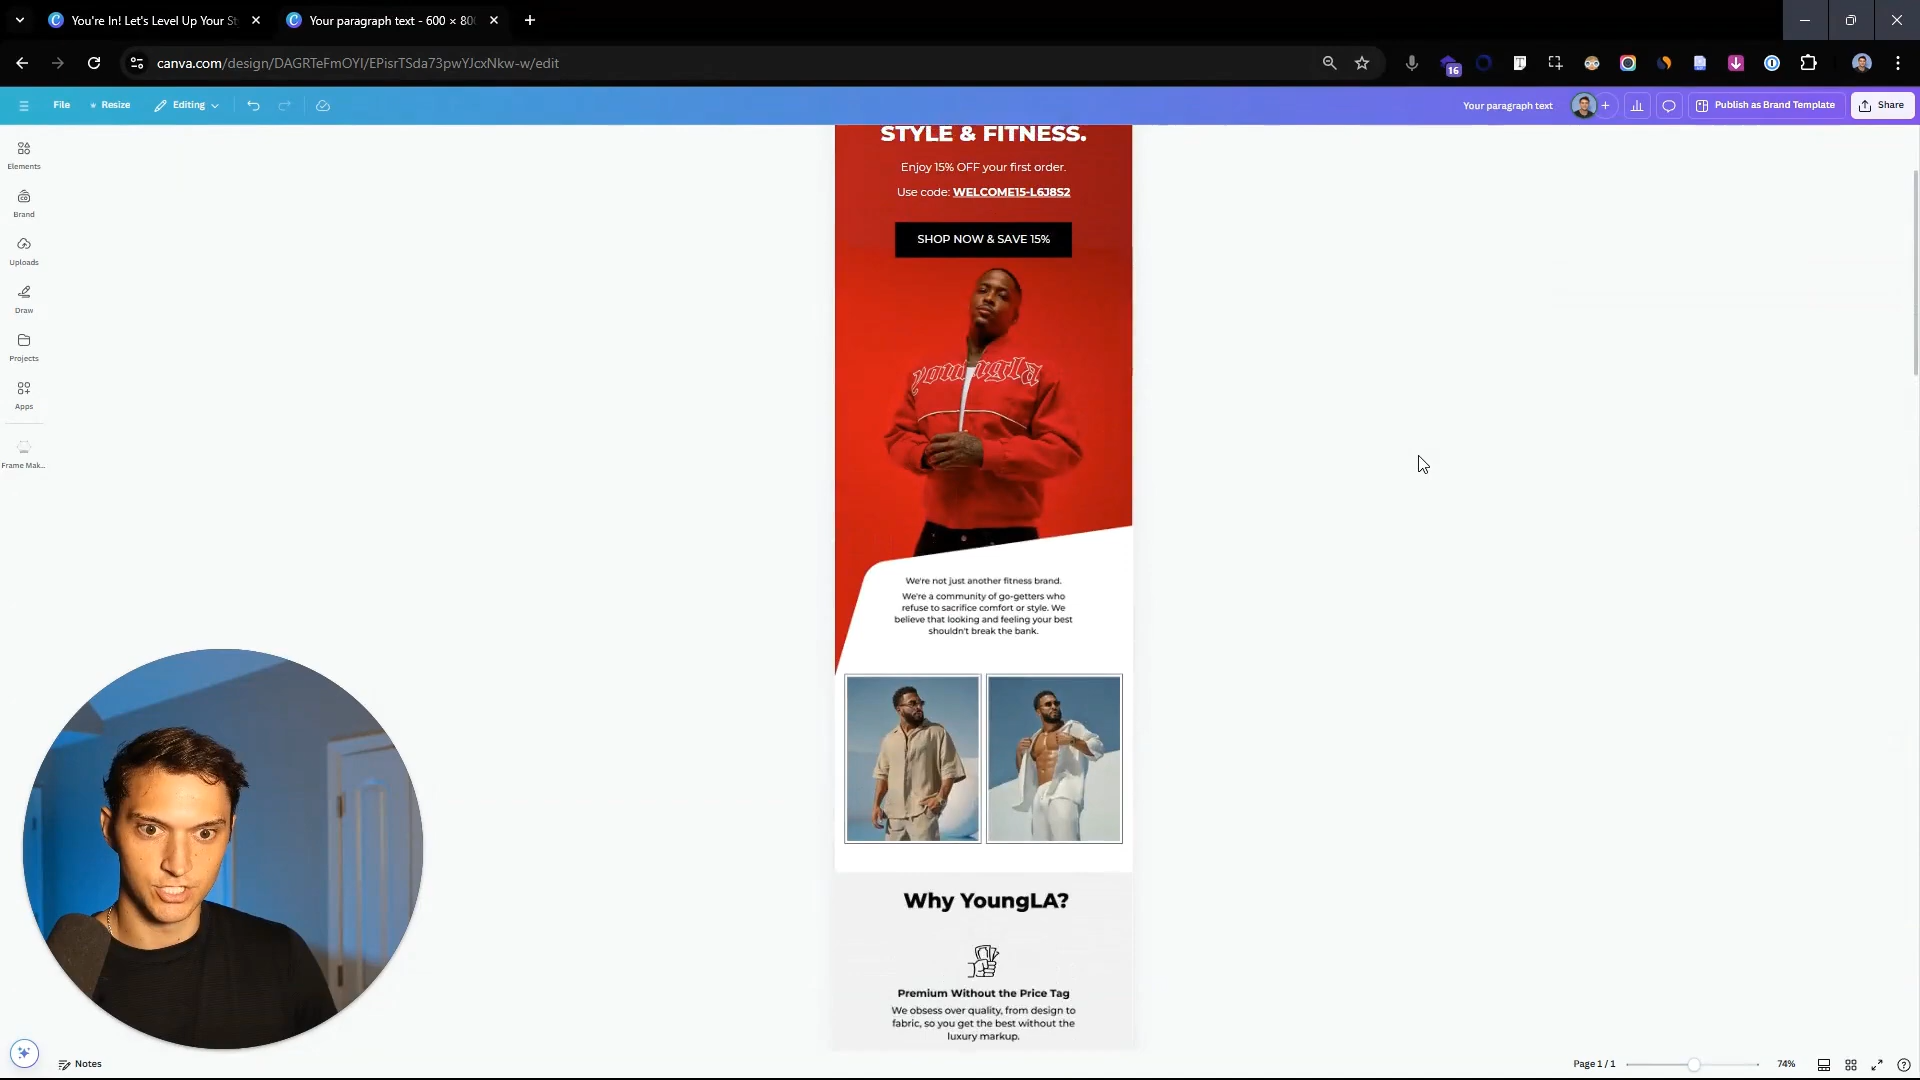 You're In! Let's Level Up Your St
Your paragraph text - 600 × 800
canva.com/design/DAGRTeFmOYI/EPisrTSda73pwYJcxNkw-w/edit
16
File
Resize
Editing
Your paragraph text
Publish as Brand Template
Share
Elements
Brand
Uploads
Draw
Projects
Apps
Frame Mak...
STYLE & FITNESS.
Enjoy 15% OFF your first order.
Use code: WELCOME15-L6J8S2
SHOP NOW & SAVE 15%
youngla
We're not just another fitness brand.
We're a community of go-getters who
refuse to sacrifice comfort or style. We
believe that looking and feeling your best
shouldn't break the bank.
Why YoungLA?
Premium Without the Price Tag
We obsess over quality, from design to
fabric, so you get the best without the
luxury markup.
Notes
Page 1 / 1
74%